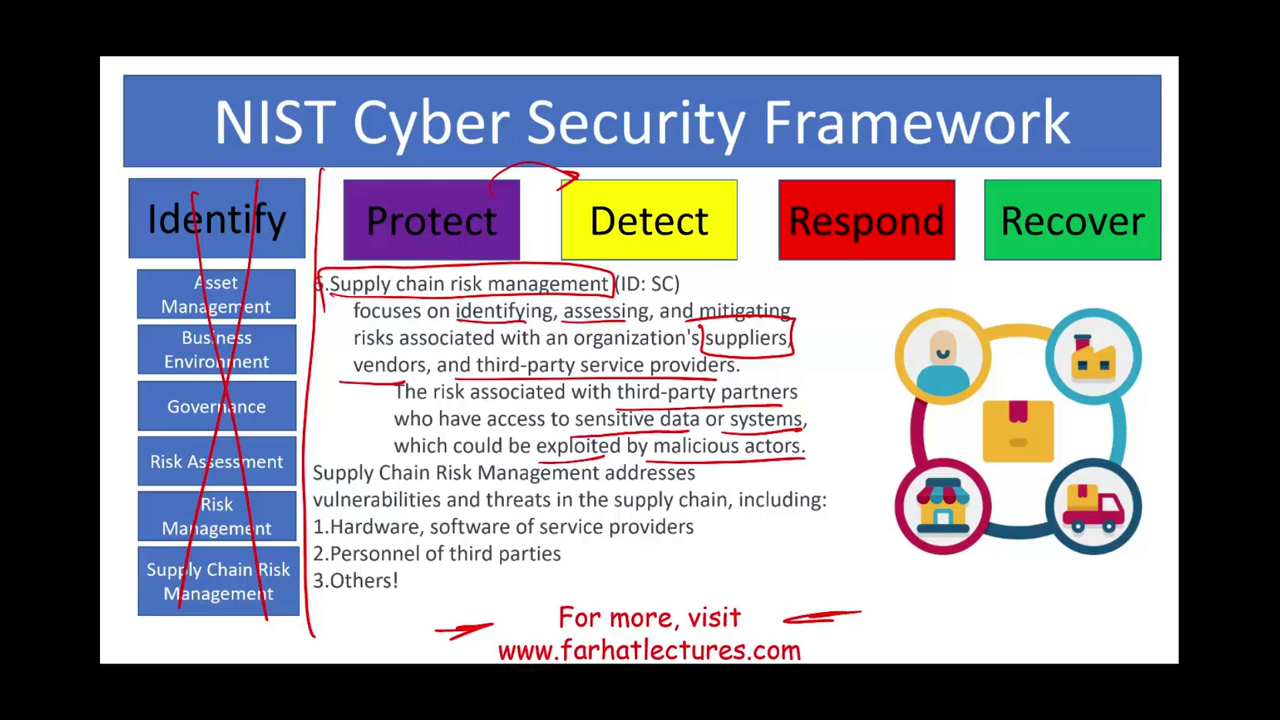 NIST Cyber Security Framework
Identify
Protect
Detect
Respond
Recover
Asset
Management
Business
Environment
Governance
Risk Assessment
Risk
Management
Supply Chain Risk
Management
6.Supply chain risk management (ID: SC)
focuses on identifying, assessing, and mitigating
risks associated with an organization's suppliers,
vendors, and third-party service providers.
The risk associated with third-party partners
who have access to sensitive data or systems,
which could be exploited by malicious actors.
Supply Chain Risk Management addresses
vulnerabilities and threats in the supply chain, including:
1.Hardware, software of service providers
2.Personnel of third parties
3.Others!
For more, visit
www.farhatlectures.com